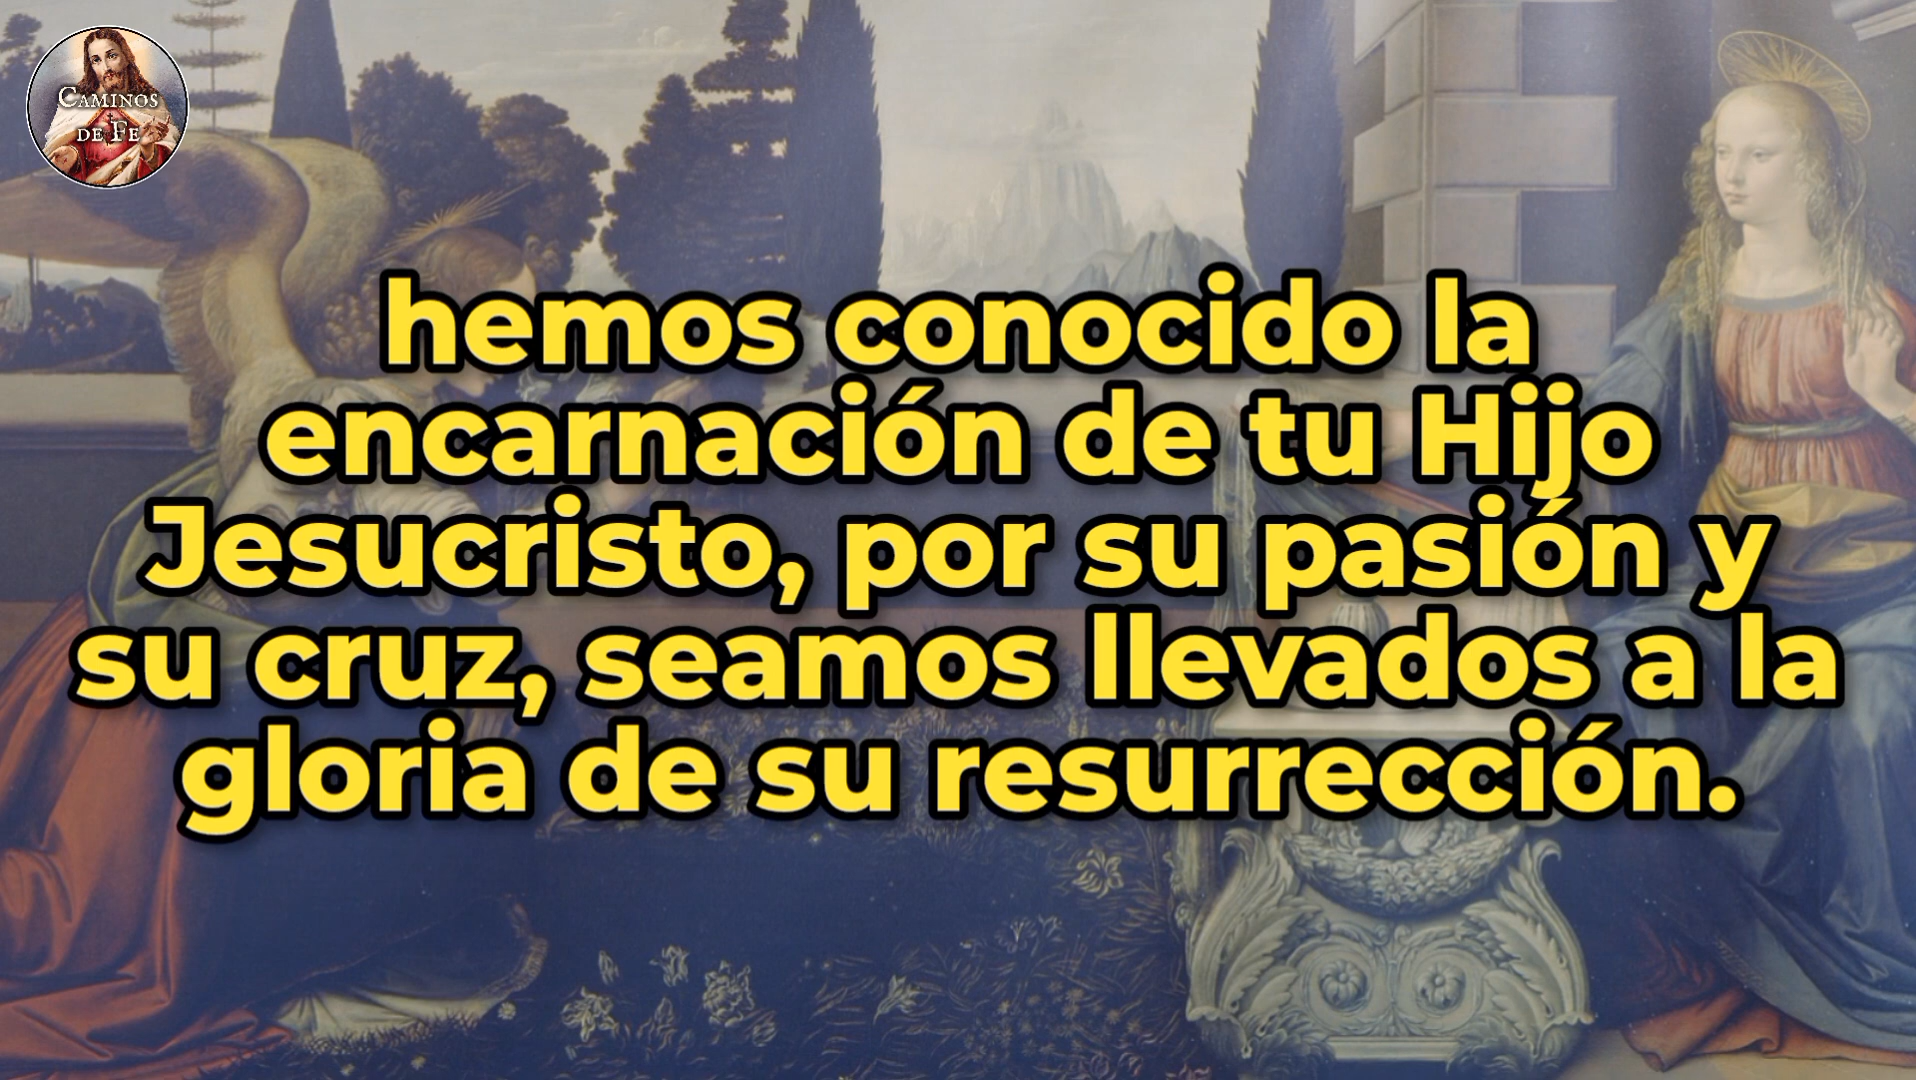 CAMINOS
DE FE
hemos conocido la
encarnación de tu Hijo
Jesucristo, por su pasión y
su cruz, seamos llevados a la
gloria de su resurrección.